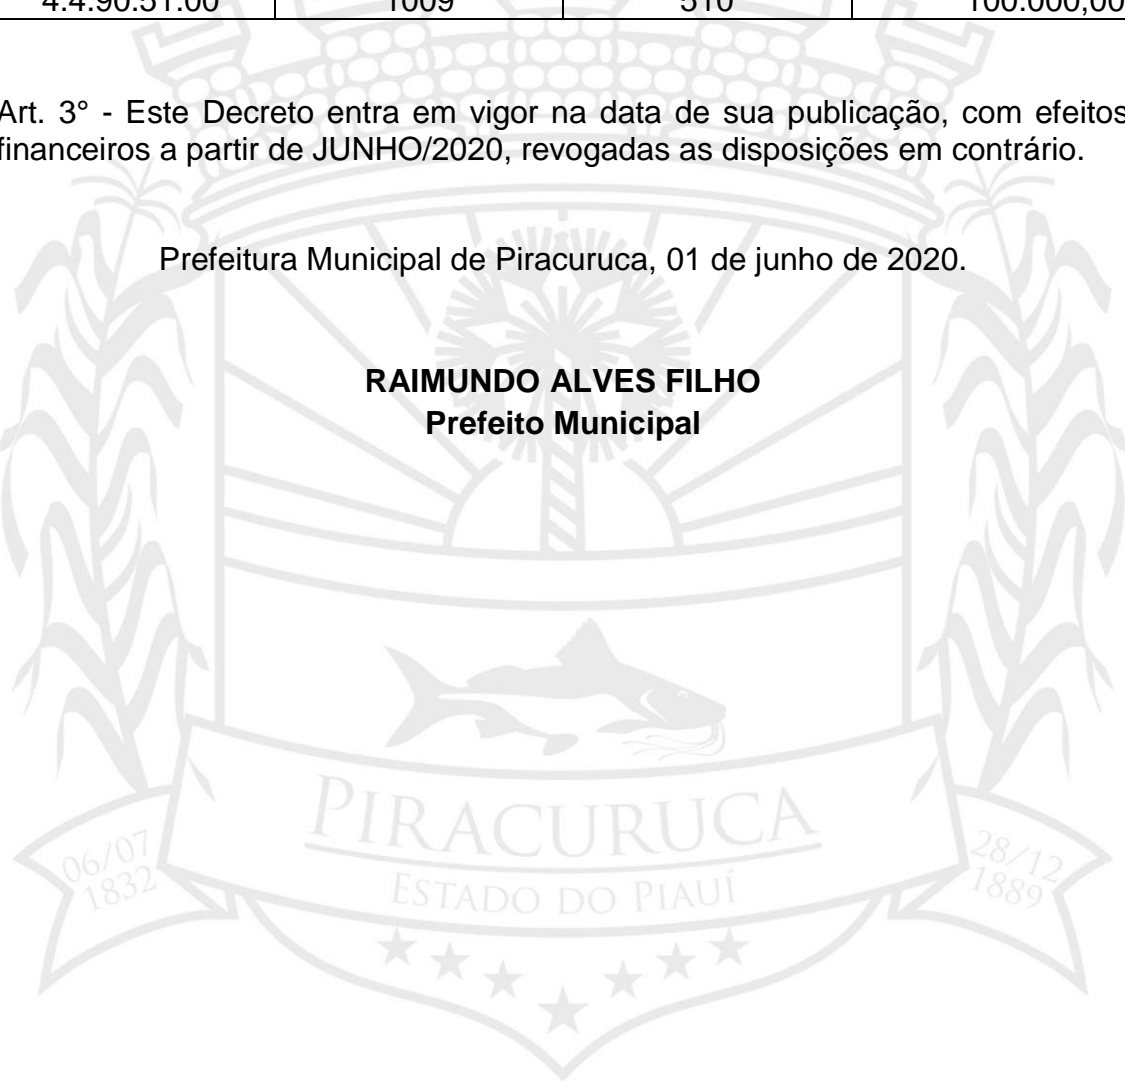 4.4.90.51.00 1009 510 100.000,00
Art. 3° - Este Decreto entra em vigor na data de sua publicação, com efeitos
financeiros a partir de JUNHO/2020, revogadas as disposições em contrário.
Prefeitura Municipal de Piracuruca, 01 de junho de 2020.
RAIMUNDO ALVES FILHO
Prefeito Municipal
PIRACURUCA
06/07
1832
28/12
1889
ESTADO DO PIAUÍ